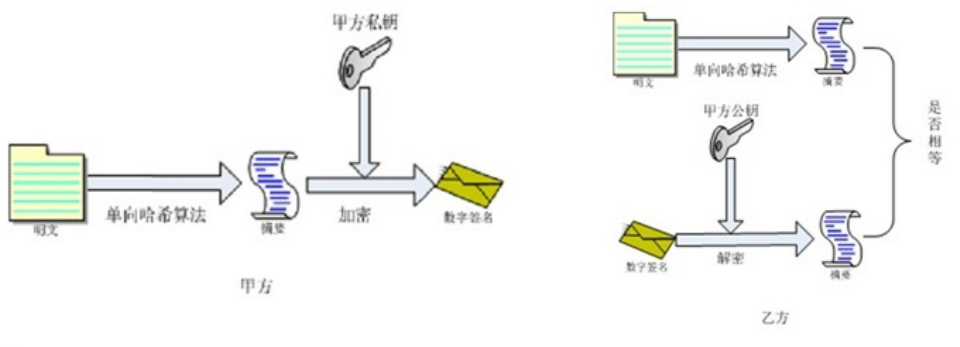 甲方私钥
明文
单向哈希算法
摘要
加密
数字签名
甲方
明文
单向哈希算法
摘要
甲方公钥
数字签名
解密
摘要
是否相等
乙方